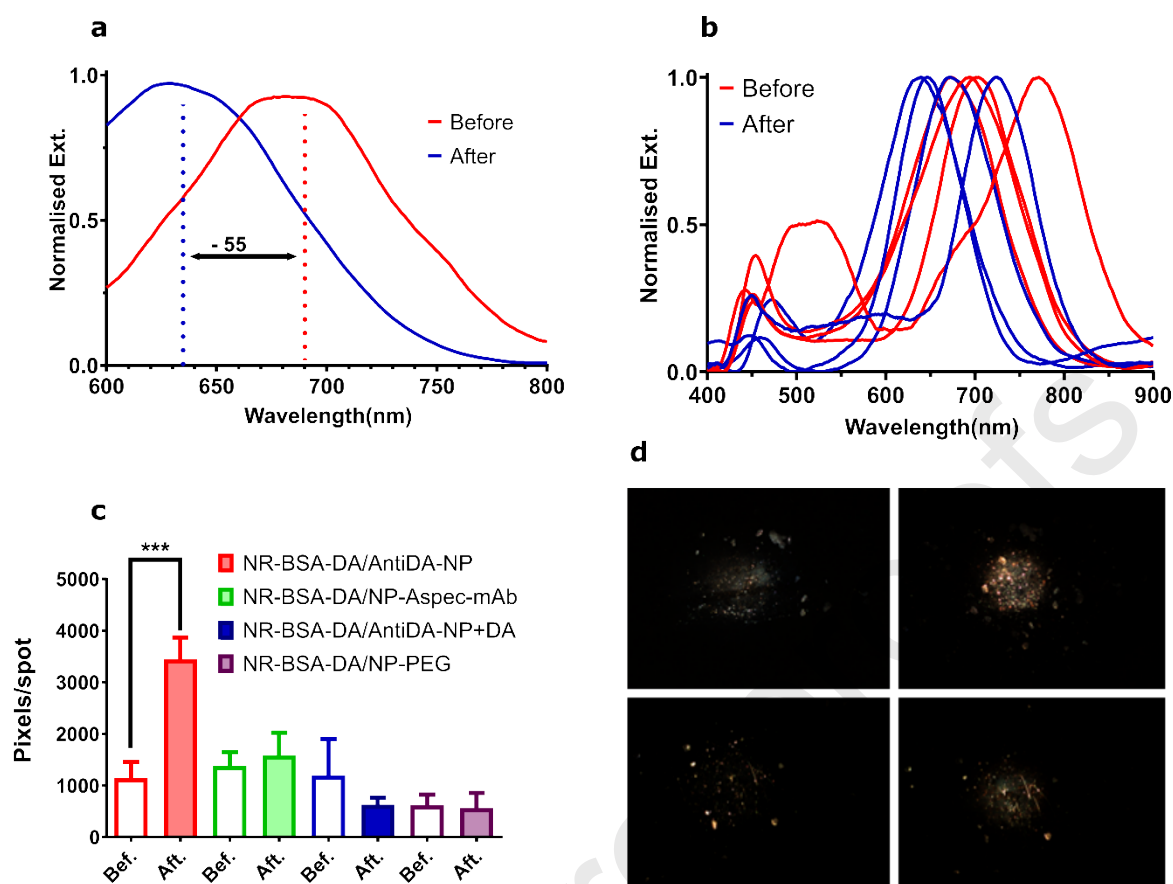 a
1.0
0.5
0.0
Normalised Ext.
Before
After
- 55
600 650 700 750 800
Wavelength(nm)
b
1.0
0.5
0.0
Normalised Ext.
Before
After
400 500 600 700 800 900
Wavelength(nm)
c
***
5000
4000
3000
2000
1000
0
Pixels/spot
NR-BSA-DA/AntiDA-NP
NR-BSA-DA/NP-Aspec-mAb
NR-BSA-DA/AntiDA-NP+DA
NR-BSA-DA/NP-PEG
Bef. Aft. Bef. Aft. Bef. Aft. Bef. Aft.
d